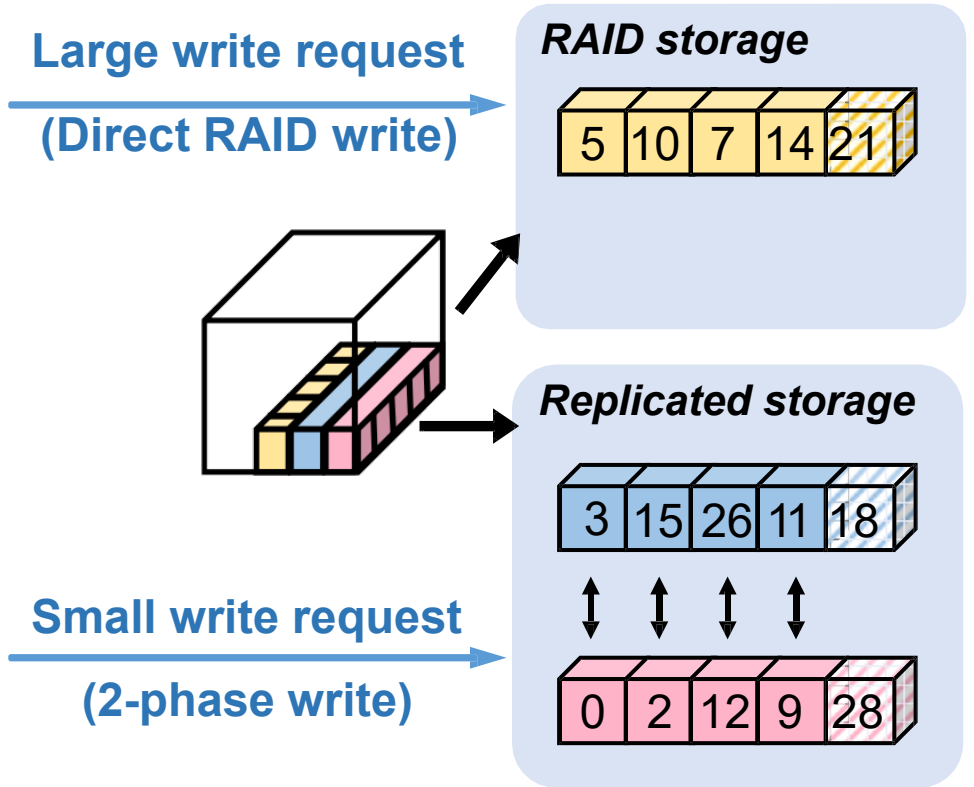 Large write request
(Direct RAID write)
RAID storage
5 10 7 14 21
Replicated storage
3 15 26 11 18
Small write request
(2-phase write)
0 2 12 9 28